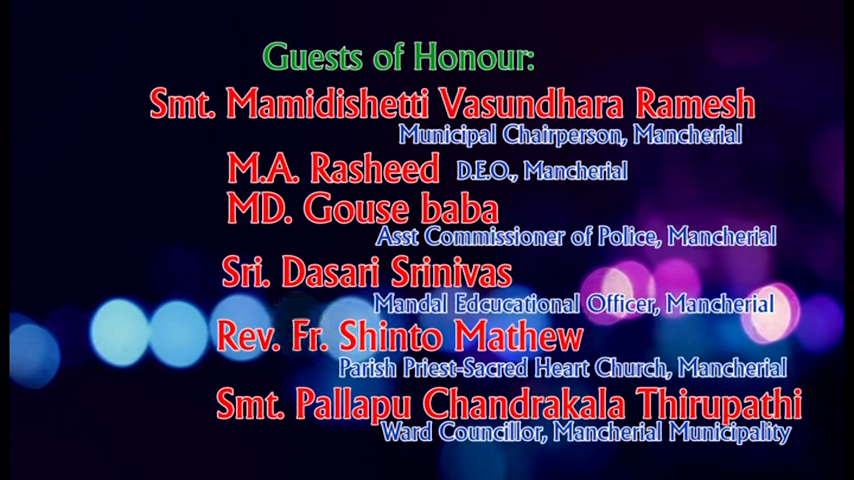 Guests of Honour:
Smt. Mamidishetti Vasundhara Ramesh
Municipal Chairperson, Mancherial
M.A. Rasheed D.E.O., Mancherial
MD. Gouse baba
Asst Commissioner of Police, Mancherial
Sri. Dasari Srinivas
Mandal Edcucational Officer, Mancherial
Rev. Fr. Shinto Mathew
Parish Priest-Sacred Heart Church, Mancherial
Smt. Pallapu Chandrakala Thirupathi
Ward Councillor, Mancherial Municipality